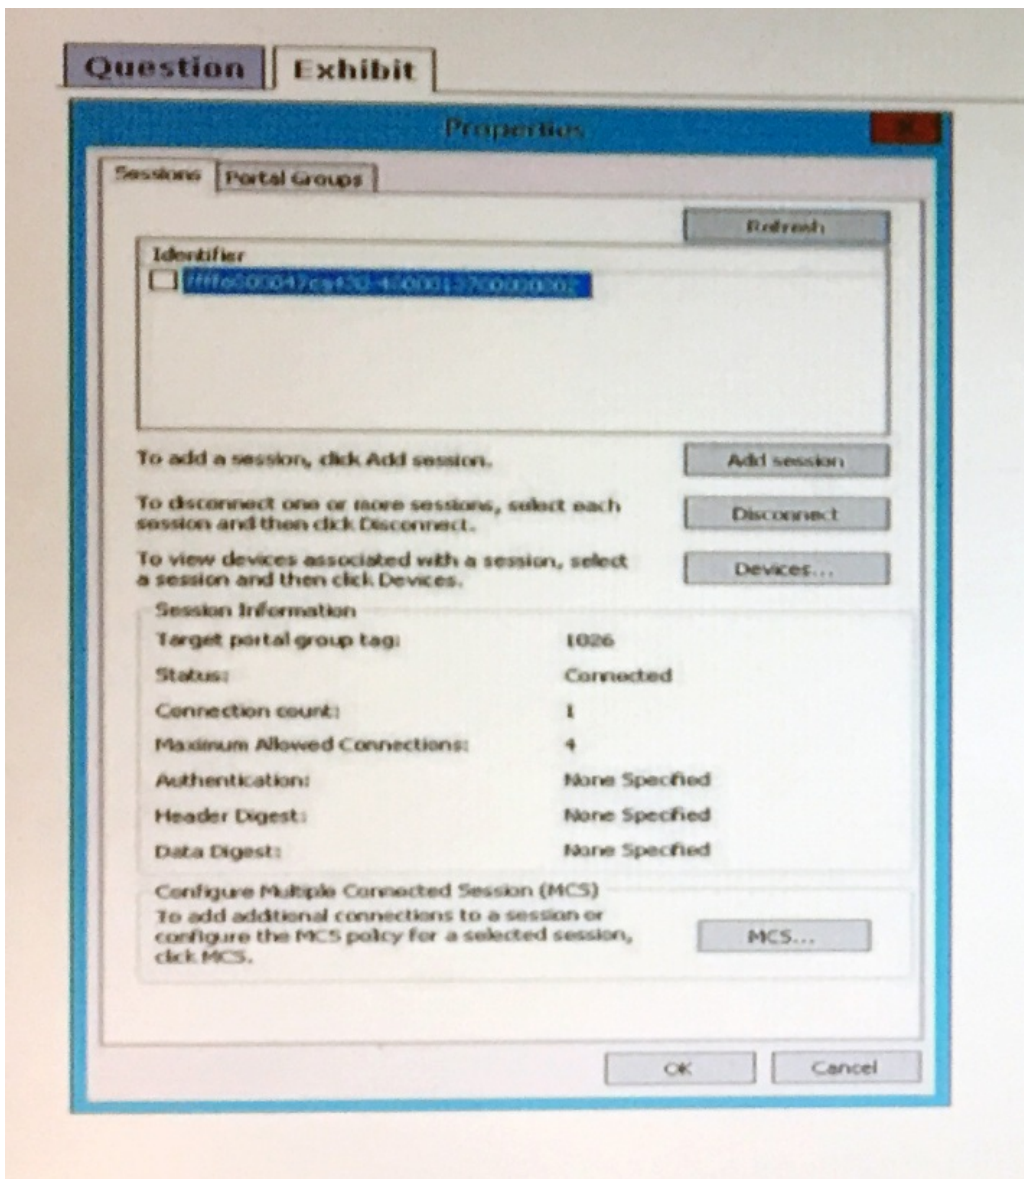 Question Exhibit
Properties
Sessions Portal Groups
Refresh
Identifier
To add a session, click Add session.
Add session
To disconnect one or more sessions, select each
session and then click Disconnect.
Disconnect
To view devices associated with a session, select
a session and then click Devices.
Devices...
Session Information
Target portal group tag: 1026
Status: Connected
Connection count: 1
Maximum Allowed Connections: 4
Authentication: None Specified
Header Digest: None Specified
Data Digest: None Specified
Configure Multiple Connected Session (MCS)
To add additional connections to a session or
configure the MCS policy for a selected session,
click MCS.
MCS...
OK Cancel